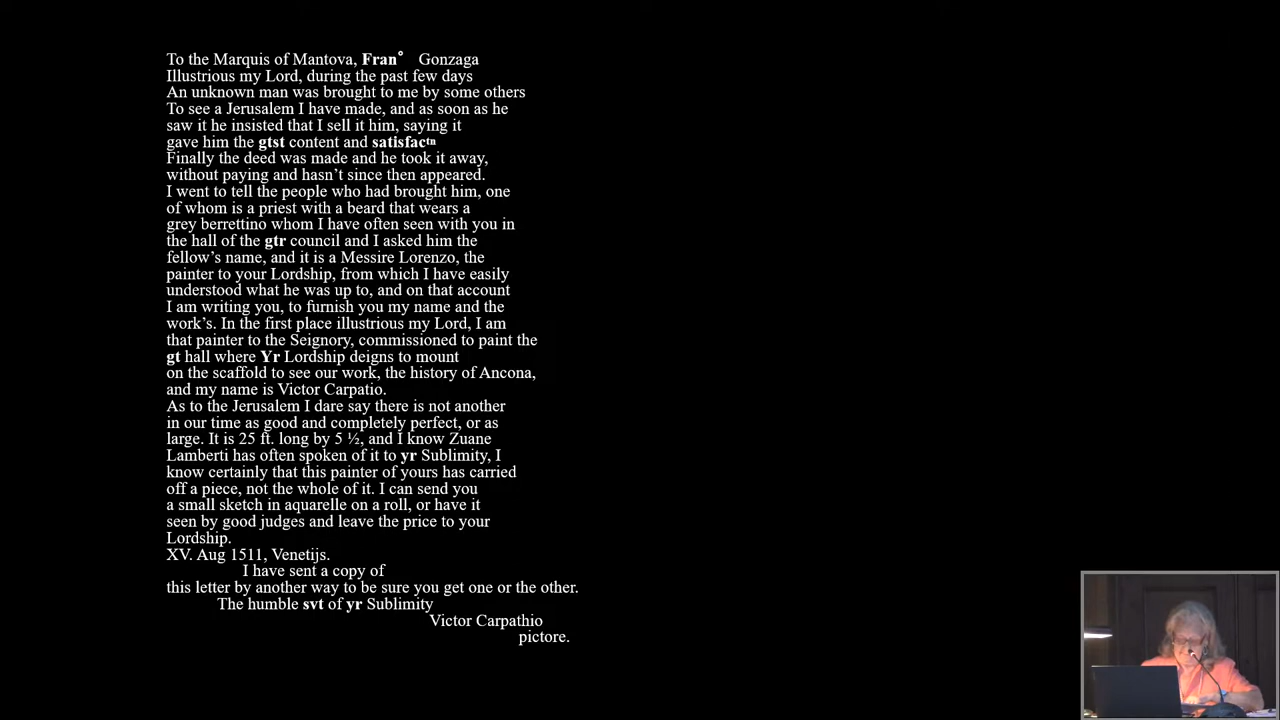 To the Marquis of Mantova, Fran° Gonzaga
Illustrious my Lord, during the past few days
An unknown man was brought to me by some others
To see a Jerusalem I have made, and as soon as he
saw it he insisted that I sell it him, saying it
gave him the gtst content and satisfacᵗⁿ
Finally the deed was made and he took it away,
without paying and hasn't since then appeared.
I went to tell the people who had brought him, one
of whom is a priest with a beard that wears a
grey berrettino whom I have often seen with you in
the hall of the gtr council and I asked him the
fellow's name, and it is a Messire Lorenzo, the
painter to your Lordship, from which I have easily
understood what he was up to, and on that account
I am writing you, to furnish you my name and the
work's. In the first place illustrious my Lord, I am
that painter to the Seignory, commissioned to paint the
gt hall where Yr Lordship deigns to mount
on the scaffold to see our work, the history of Ancona,
and my name is Victor Carpatio.
As to the Jerusalem I dare say there is not another
in our time as good and completely perfect, or as
large. It is 25 ft. long by 5 ½, and I know Zuane
Lamberti has often spoken of it to yr Sublimity, I
know certainly that this painter of yours has carried
off a piece, not the whole of it. I can send you
a small sketch in aquarelle on a roll, or have it
seen by good judges and leave the price to your
Lordship.
XV. Aug 1511, Venetijs.
I have sent a copy of
this letter by another way to be sure you get one or the other.
The humble svt of yr Sublimity
Victor Carpathio
pictore.